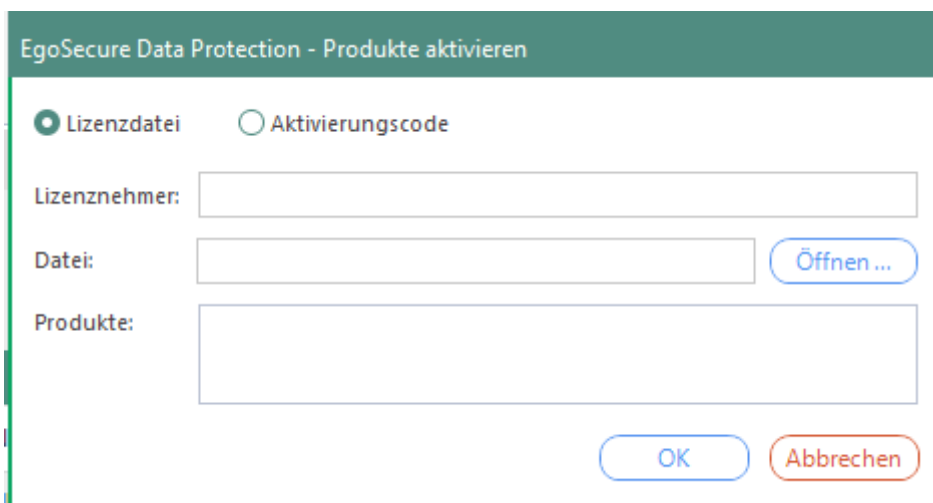 EgoSecure Data Protection - Produkte aktivieren
Lizenzdatei Aktivierungscode
Lizenznehmer:
Datei: Öffnen ...
Produkte:
OK Abbrechen